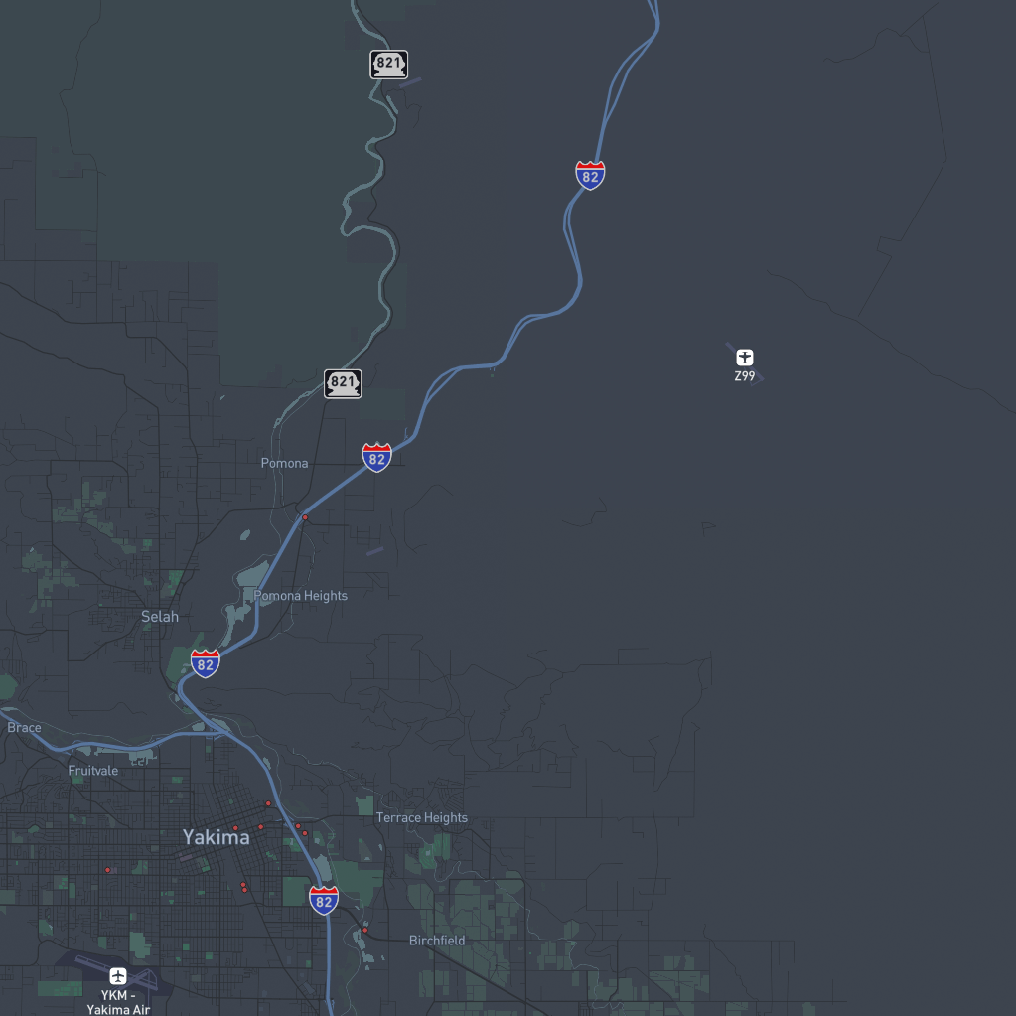 821
82
Z99
821
82
Pomona
Pomona Heights
Selah
82
Brace
Fruitvale
Terrace Heights
Yakima
82
Birchfield
YKM -
Yakima Air